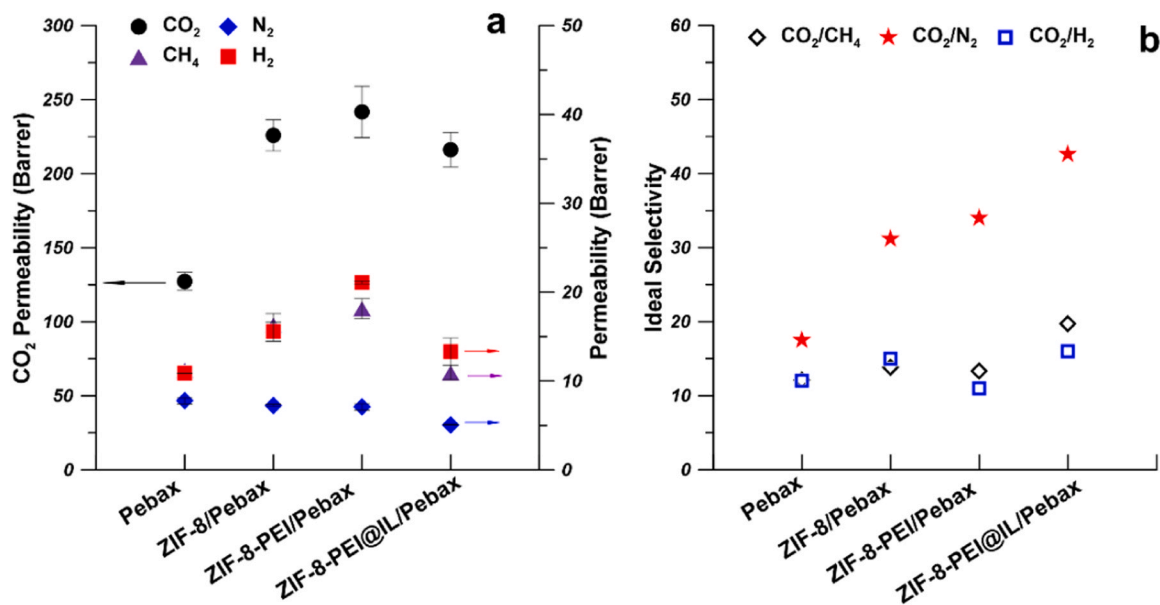 a
CO₂ N₂
CH₄ H₂
CO₂ Permeability (Barrer)
300
250
200
150
100
50
0
50
40
30
20
10
0
Permeability (Barrer)
Pebax
ZIF-8/Pebax
ZIF-8-PEI/Pebax
ZIF-8-PEI@IL/Pebax
b
CO₂/CH₄ CO₂/N₂ CO₂/H₂
Ideal Selectivity
60
50
40
30
20
10
0
Pebax
ZIF-8/Pebax
ZIF-8-PEI/Pebax
ZIF-8-PEI@IL/Pebax